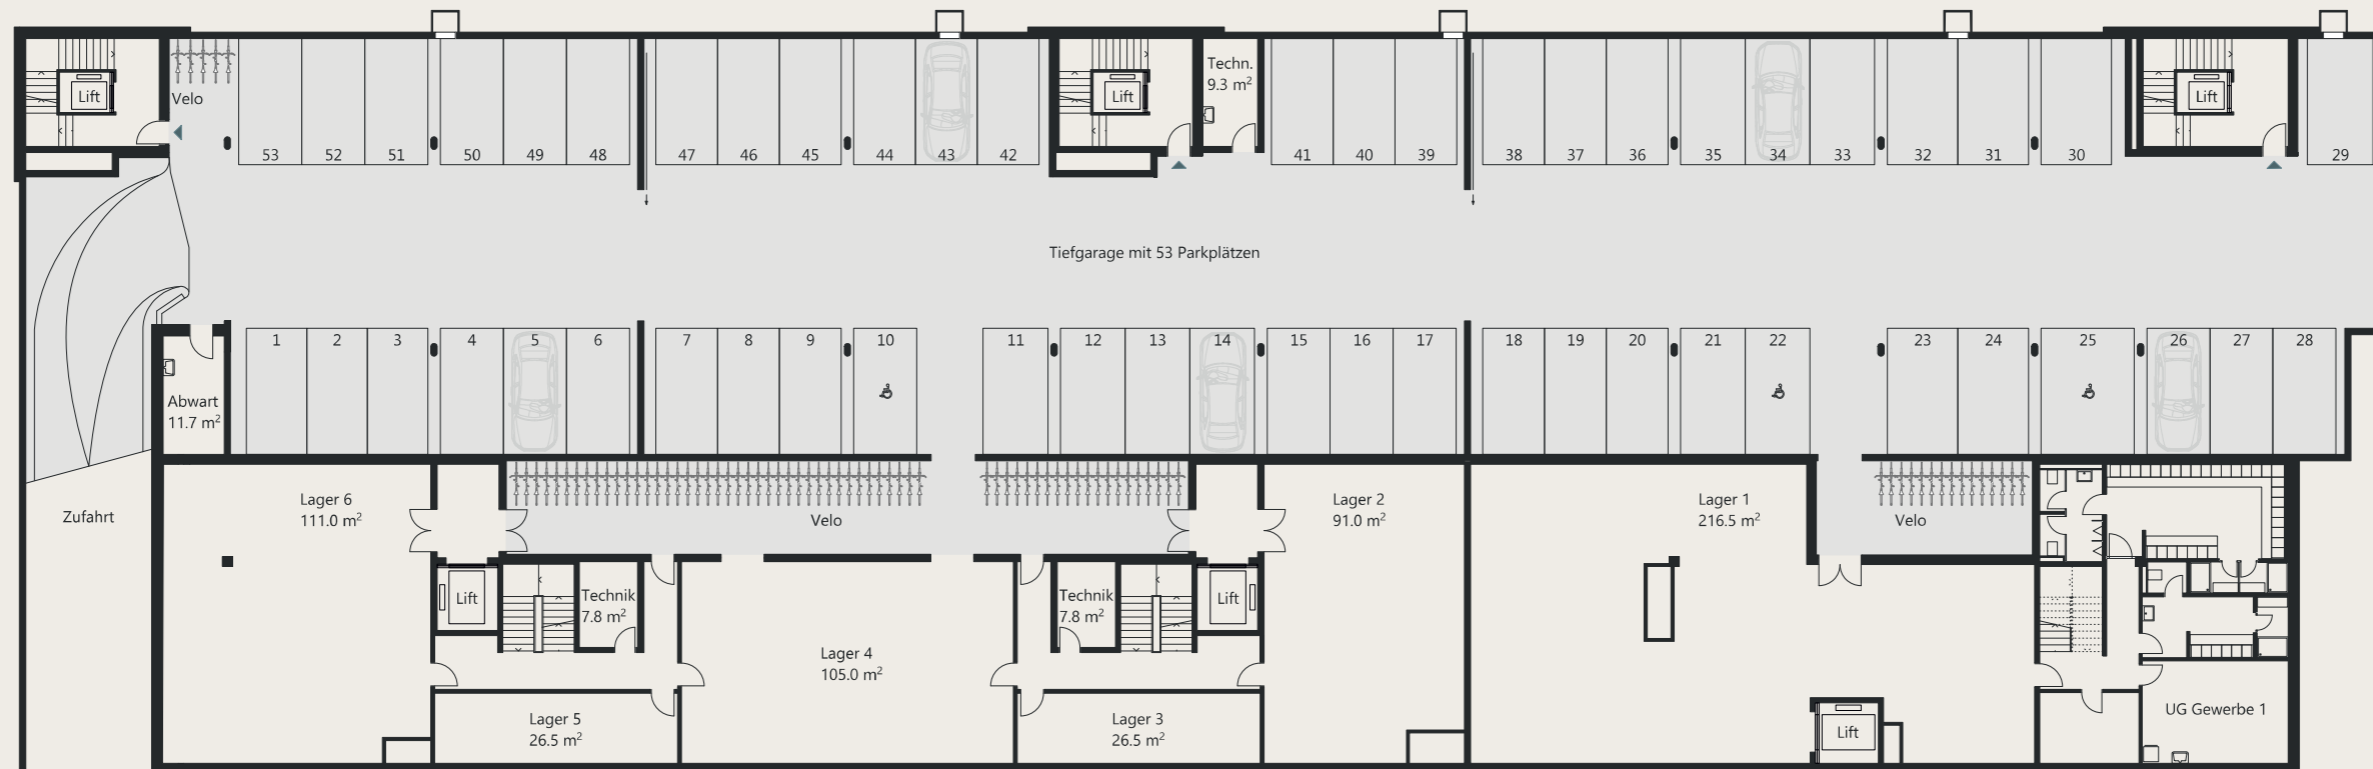 Lift
Velo
Lift
Techn.
9.3 m²
Lift
53
52
51
50
49
48
47
46
45
44
43
42
41
40
39
38
37
36
35
34
33
32
31
30
29
Tiefgarage mit 53 Parkplätzen
1
2
3
4
5
6
7
8
9
10
11
12
13
14
15
16
17
18
19
20
21
22
23
24
25
26
27
28
Abwart
11.7 m²
Zufahrt
Lager 6
111.0 m²
Velo
Lager 2
91.0 m²
Lager 1
216.5 m²
Velo
Lift
Technik
7.8 m²
Technik
7.8 m²
Lift
Lager 4
105.0 m²
Lager 5
26.5 m²
Lager 3
26.5 m²
Lift
UG Gewerbe 1